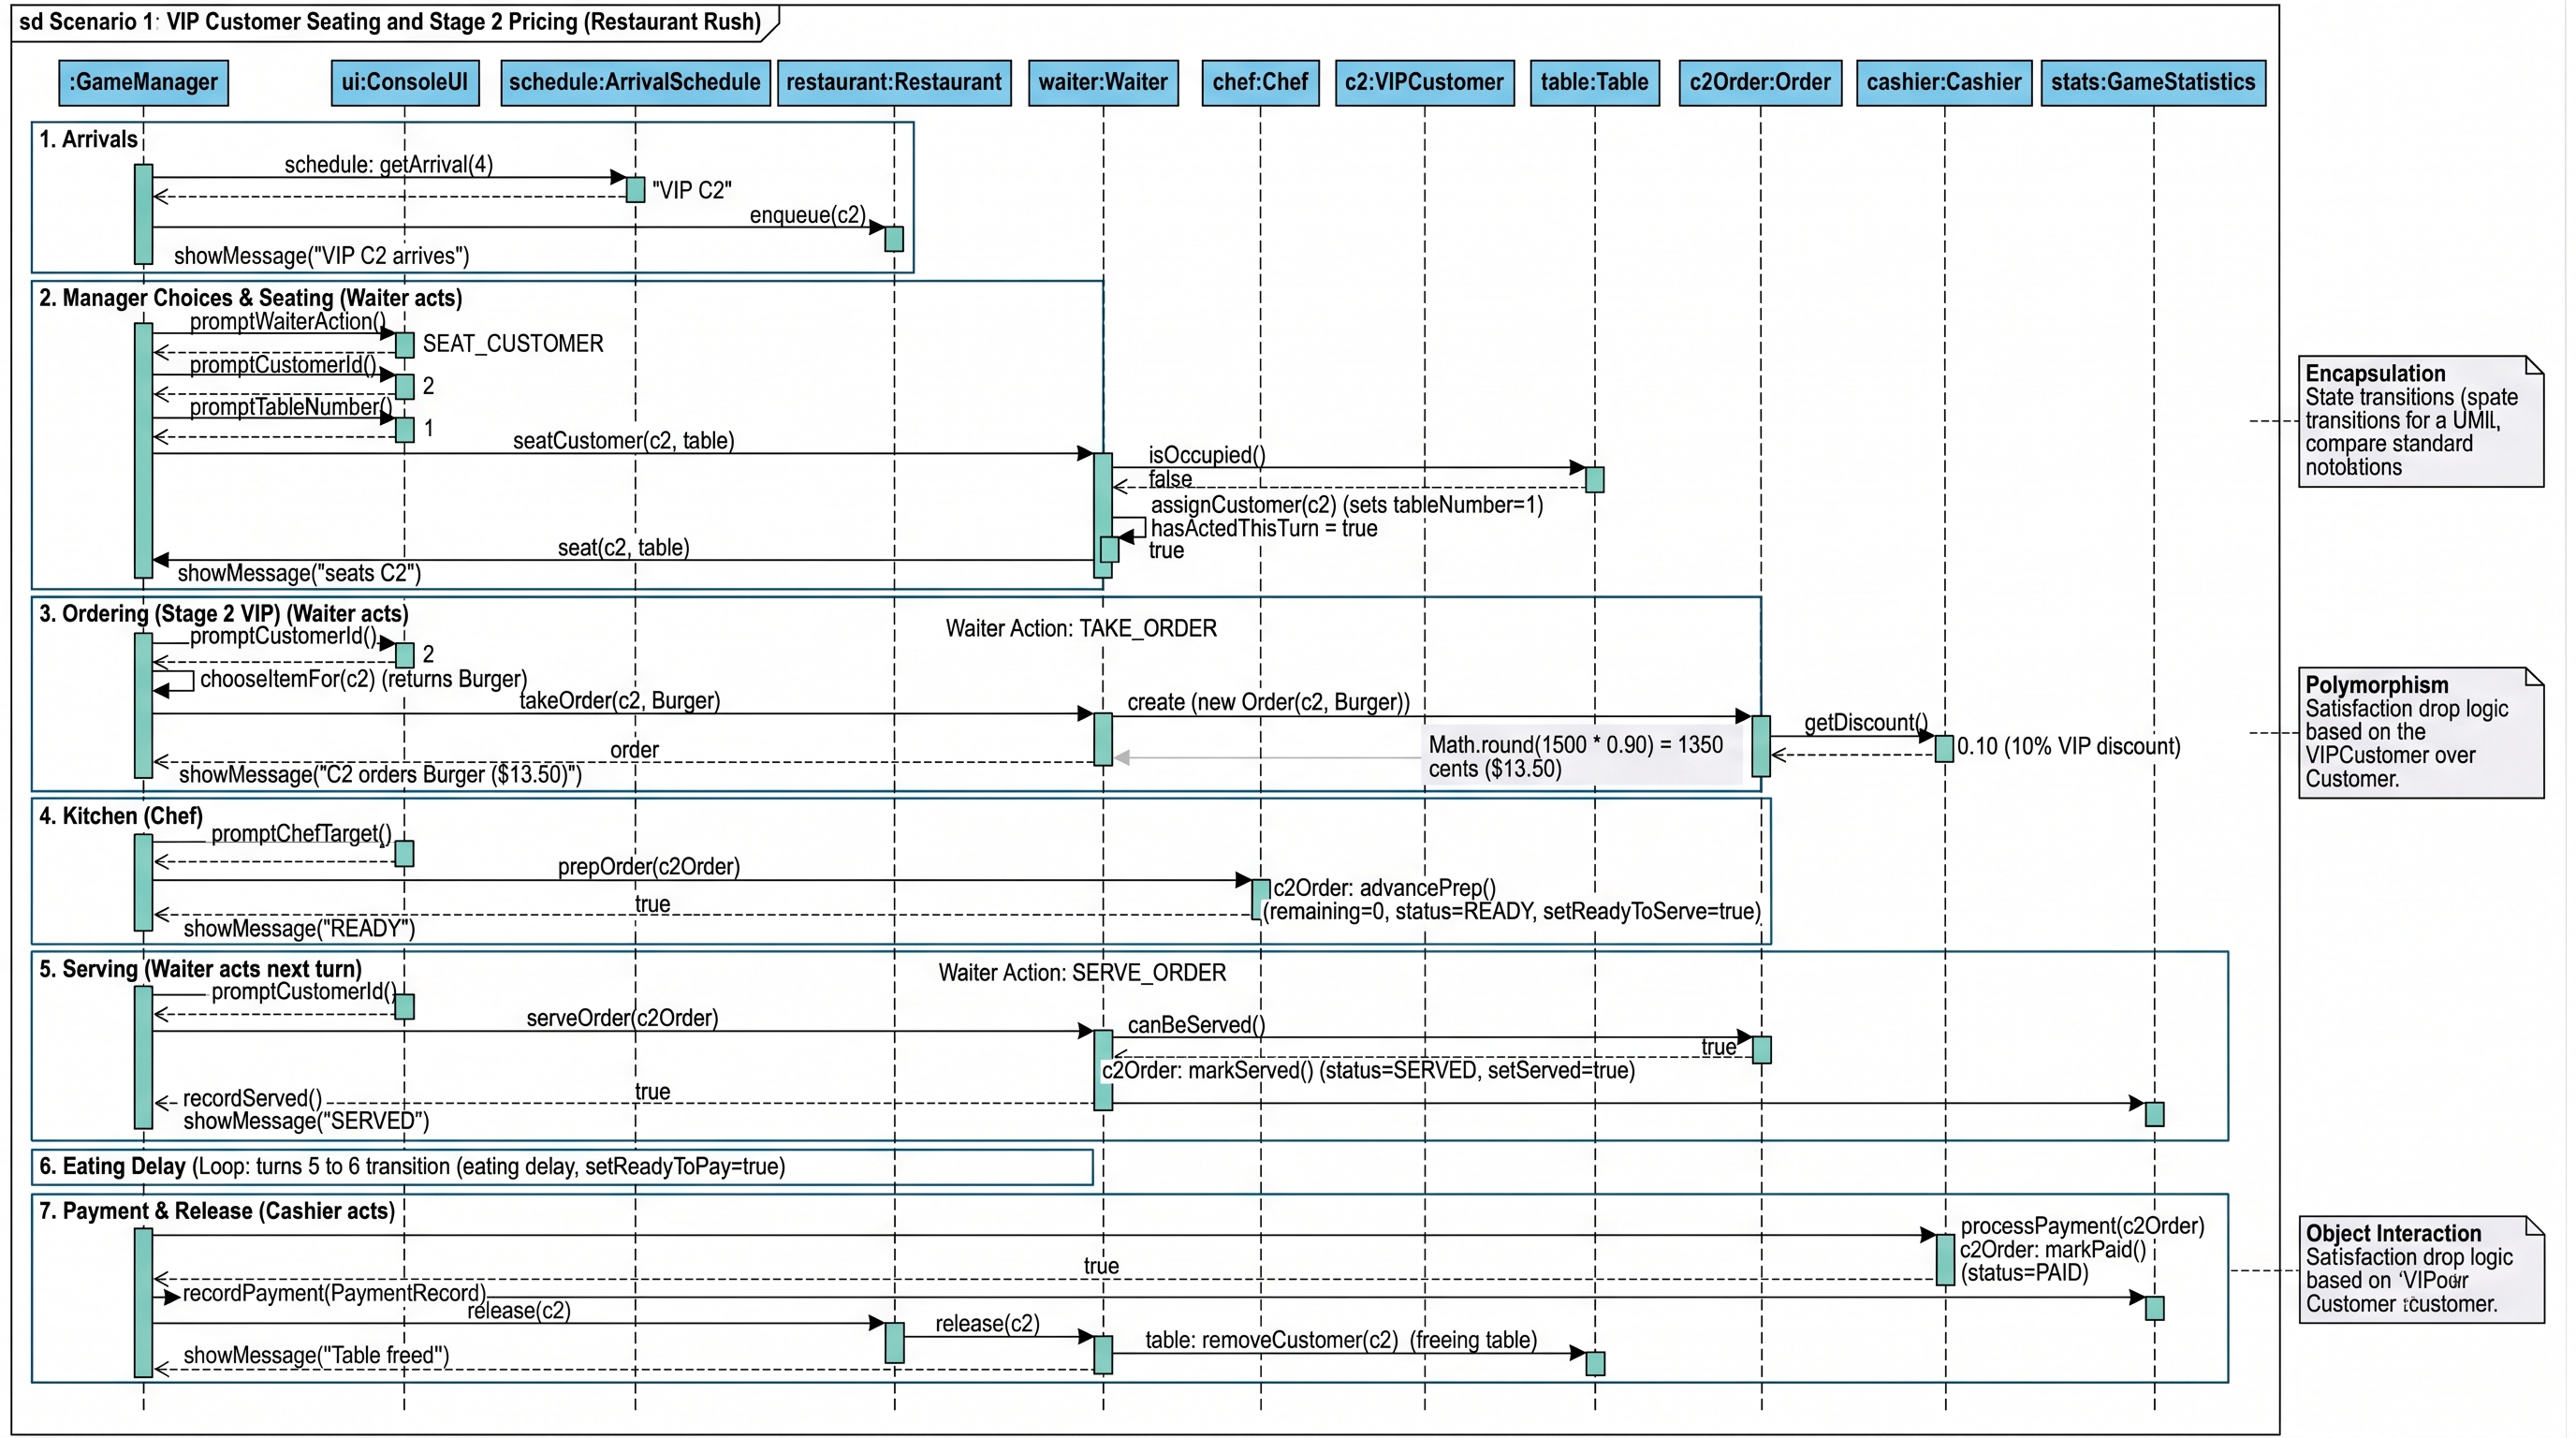 sd Scenario 1: VIP Customer Seating and Stage 2 Pricing (Restaurant Rush)
:GameManager
ui:ConsoleUI
schedule:ArrivalSchedule
restaurant:Restaurant
waiter:Waiter
chef:Chef
c2:VIPCustomer
table:Table
c2Order:Order
cashier:Cashier
stats:GameStatistics
1. Arrivals
schedule: getArrival(4)
"VIP C2"
enqueue(c2)
showMessage("VIP C2 arrives")
2. Manager Choices & Seating (Waiter acts)
promptWaiterAction()
SEAT_CUSTOMER
promptCustomerId()
2
promptTableNumber()
1
seatCustomer(c2, table)
isOccupied()
false
assignCustomer(c2) (sets tableNumber=1)
hasActedThisTurn = true
true
seat(c2, table)
showMessage("seats C2")
3. Ordering (Stage 2 VIP) (Waiter acts)
Waiter Action: TAKE_ORDER
promptCustomerId()
2
chooseItemFor(c2) (returns Burger)
takeOrder(c2, Burger)
create (new Order(c2, Burger))
getDiscount()
0.10 (10% VIP discount)
Math.round(1500 * 0.90) = 1350
cents ($13.50)
order
showMessage("C2 orders Burger ($13.50)")
4. Kitchen (Chef)
promptChefTarget()
prepOrder(c2Order)
c2Order: advancePrep()
(remaining=0, status=READY, setReadyToServe=true)
true
showMessage("READY")
5. Serving (Waiter acts next turn)
Waiter Action: SERVE_ORDER
promptCustomerId()
serveOrder(c2Order)
canBeServed()
true
c2Order: markServed() (status=SERVED, setServed=true)
true
recordServed()
showMessage("SERVED")
6. Eating Delay (Loop: turns 5 to 6 transition (eating delay, setReadyToPay=true)
7. Payment & Release (Cashier acts)
processPayment(c2Order)
c2Order: markPaid()
(status=PAID)
true
recordPayment(PaymentRecord)
release(c2)
release(c2)
table: removeCustomer(c2) (freeing table)
showMessage("Table freed")
Encapsulation
State transitions (spate
transitions for a UMIL,
compare standard
Polymorphism
Satisfaction drop logic
based on the
VIPCustomer over
Customer.
Object Interaction
Satisfaction drop logic
based on
Customer